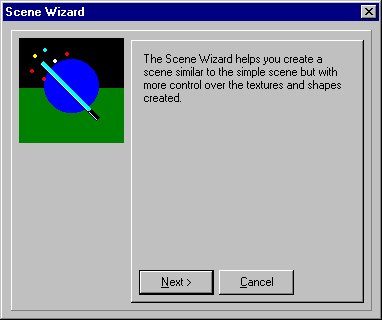 Scene Wizard
The Scene Wizard helps you create a
scene similar to the simple scene but with
more control over the textures and shapes
created.
Next >
Cancel